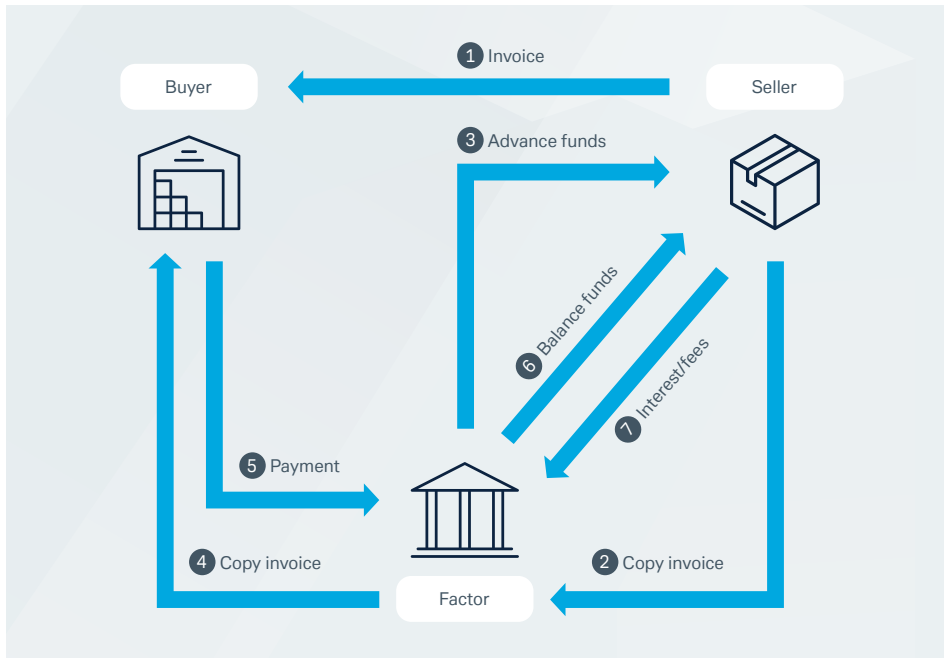 1 Invoice
Buyer
Seller
3 Advance funds
6 Balance funds
7 Interest/fees
5 Payment
4 Copy invoice
2 Copy invoice
Factor